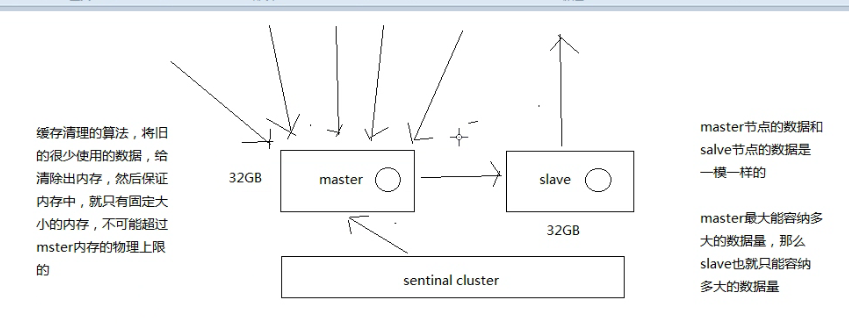 缓存清理的算法，将旧
的很少使用的数据，给
清除出内存，然后保证
内存中，就只有固定大
小的内存，不可能超过
mster内存的物理上限
的
32GB
master
slave
32GB
sentinal cluster
master节点的数据和
salve节点的数据是
一模一样的
master最大能容纳多
大的数据量，那么
slave也就只能容纳
多大的数据量